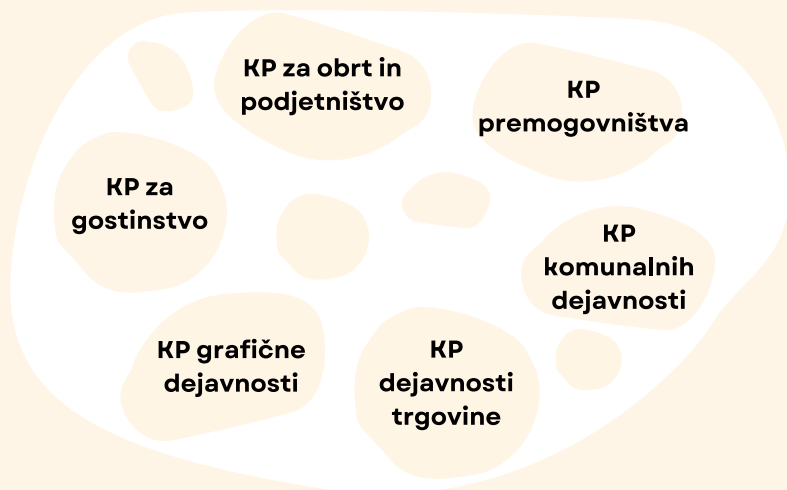 KP za obrt in
podjetništvo
KP
premogovništva
KP za
gostinstvo
KP
komunalnih
dejavnosti
KP grafične
dejavnosti
KP
dejavnosti
trgovine